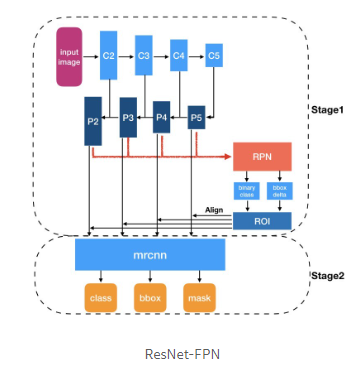 input
image
C2
C3
C4
C5
P2
P3
P4
P5
Stage1
RPN
binary
class
bbox
delta
Align
ROI
mrcnn
Stage2
class
bbox
mask
ResNet-FPN